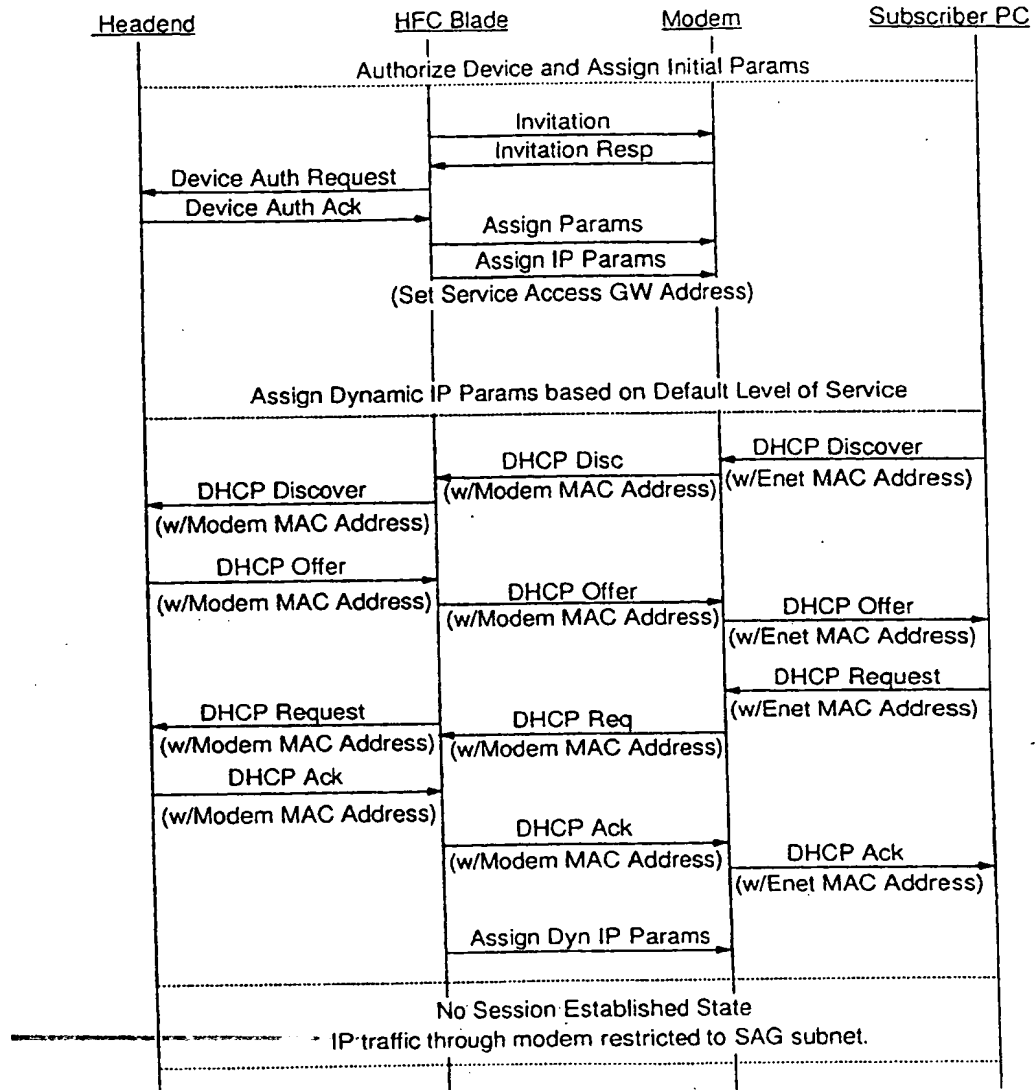 Headend HFC Blade Modem Subscriber PC
Authorize Device and Assign Initial Params
Invitation
Invitation Resp
Device Auth Request
Device Auth Ack
Assign Params
Assign IP Params
(Set Service Access GW Address)
Assign Dynamic IP Params based on Default Level of Service
DHCP Discover
(w/Enet MAC Address)
DHCP Disc
(w/Modem MAC Address)
DHCP Discover
(w/Modem MAC Address)
DHCP Offer
(w/Modem MAC Address)
DHCP Offer
(w/Modem MAC Address)
DHCP Offer
(w/Enet MAC Address)
DHCP Request
(w/Enet MAC Address)
DHCP Req
(w/Modem MAC Address)
DHCP Request
(w/Modem MAC Address)
DHCP Ack
(w/Modem MAC Address)
DHCP Ack
(w/Modem MAC Address)
DHCP Ack
(w/Enet MAC Address)
Assign Dyn IP Params
No Session Established State
IP traffic through modem restricted to SAG subnet.